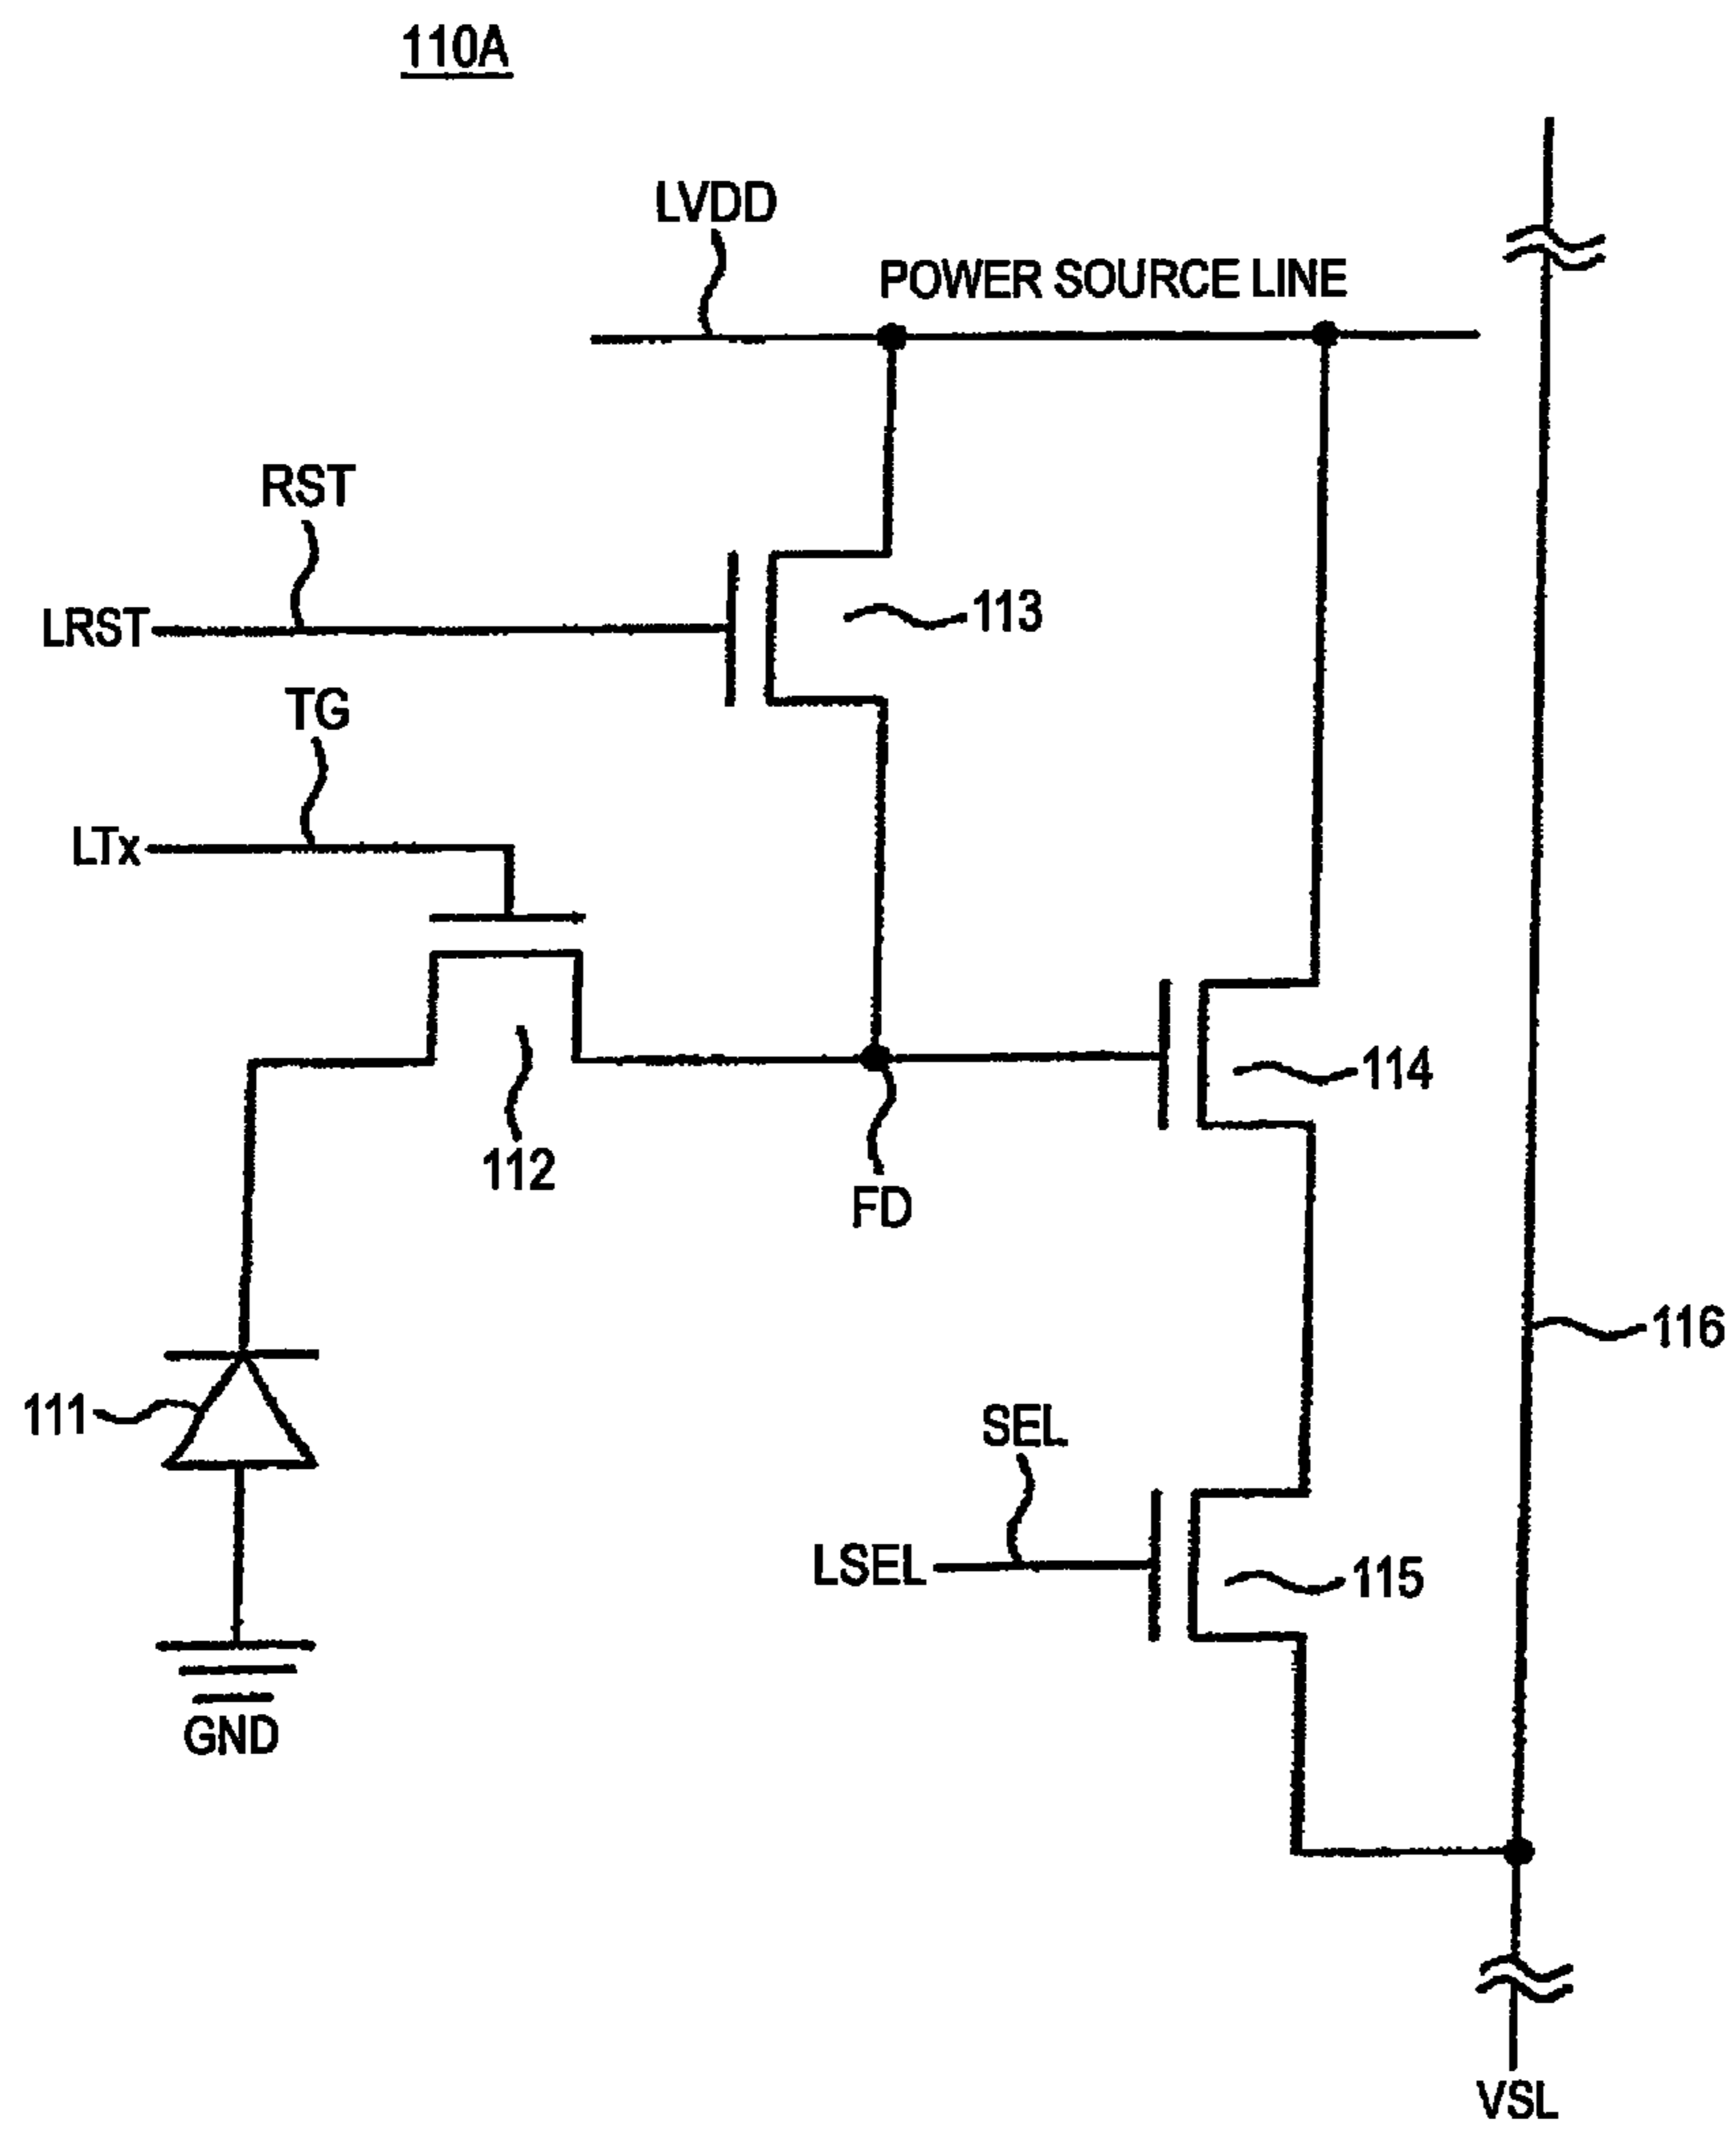 110A
LVDD
POWER SOURCE LINE
RST
LRST
113
TG
LTx
114
112
FD
116
111
SEL
LSEL
115
GND
VSL